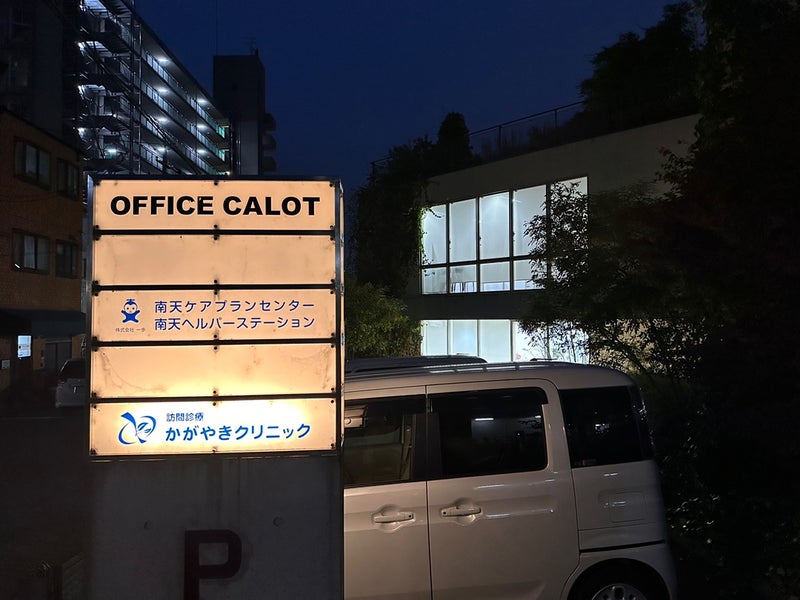 OFFICE CALOT
南天ケアプランセンター
株式会社 一歩
南天ヘルパーステーション
訪問診療
かがやきクリニック
P